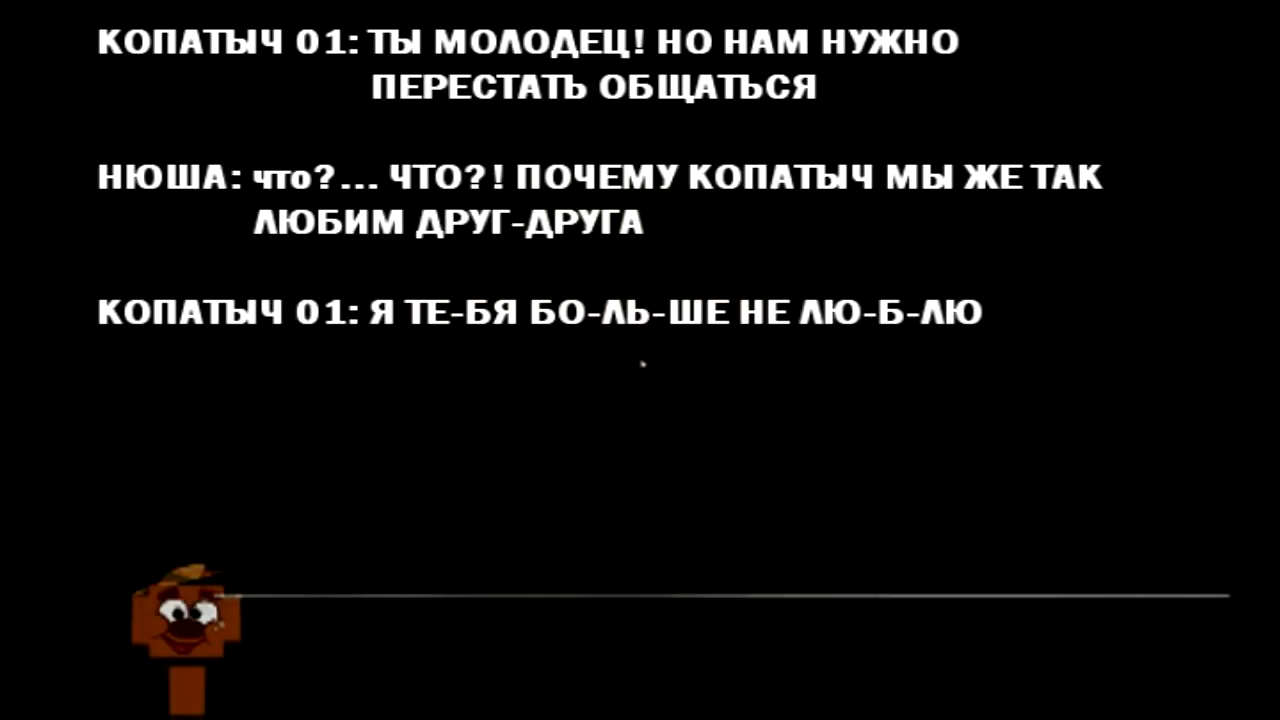 КОПАТЫЧ 01: ТЫ МОЛОДЕЦ! НО НАМ НУЖНО
ПЕРЕСТАТЬ ОБЩАТЬСЯ
НЮША: что?... ЧТО?! ПОЧЕМУ КОПАТЫЧ МЫ ЖЕ ТАК
ЛЮБИМ ДРУГ-ДРУГА
КОПАТЫЧ 01: Я ТЕ-БЯ БО-ЛЬ-ШЕ НЕ ЛЮ-Б-ЛЮ